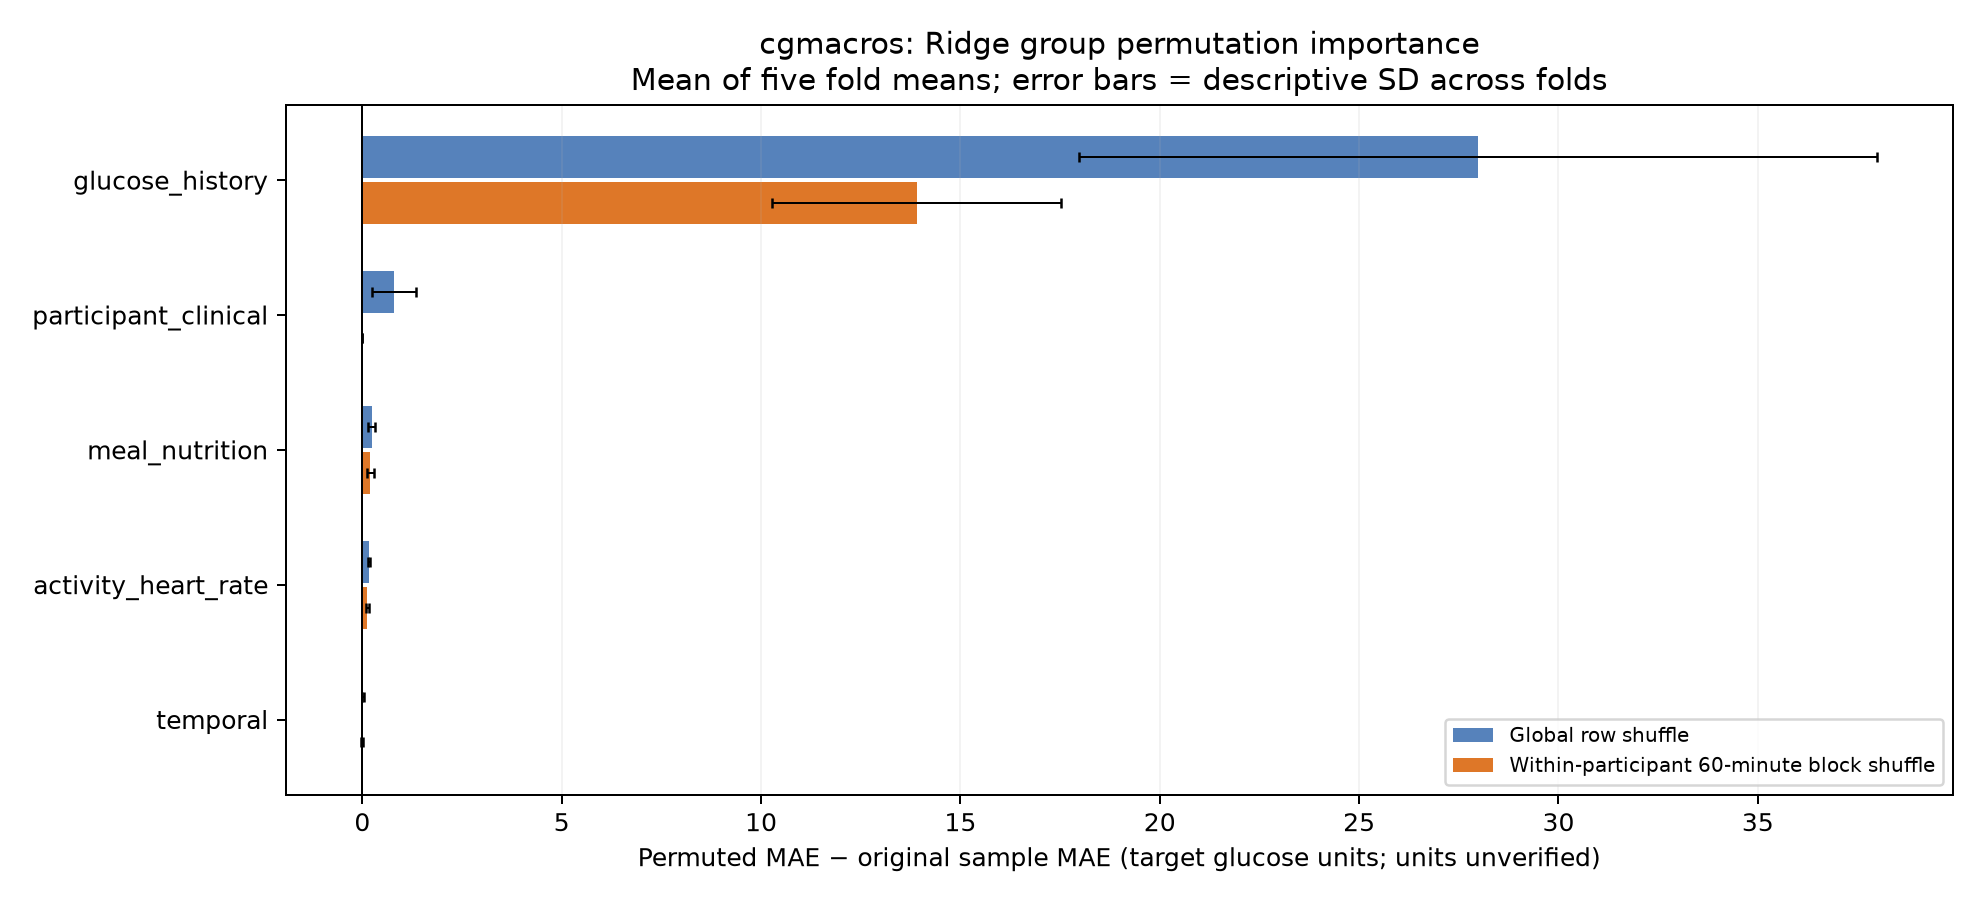 cgmacros: Ridge group permutation importance
Mean of five fold means; error bars = descriptive SD across folds
glucose_history
participant_clinical
meal_nutrition
activity_heart_rate
temporal
Global row shuffle
Within-participant 60-minute block shuffle
0 5 10 15 20 25 30 35
Permuted MAE − original sample MAE (target glucose units; units unverified)